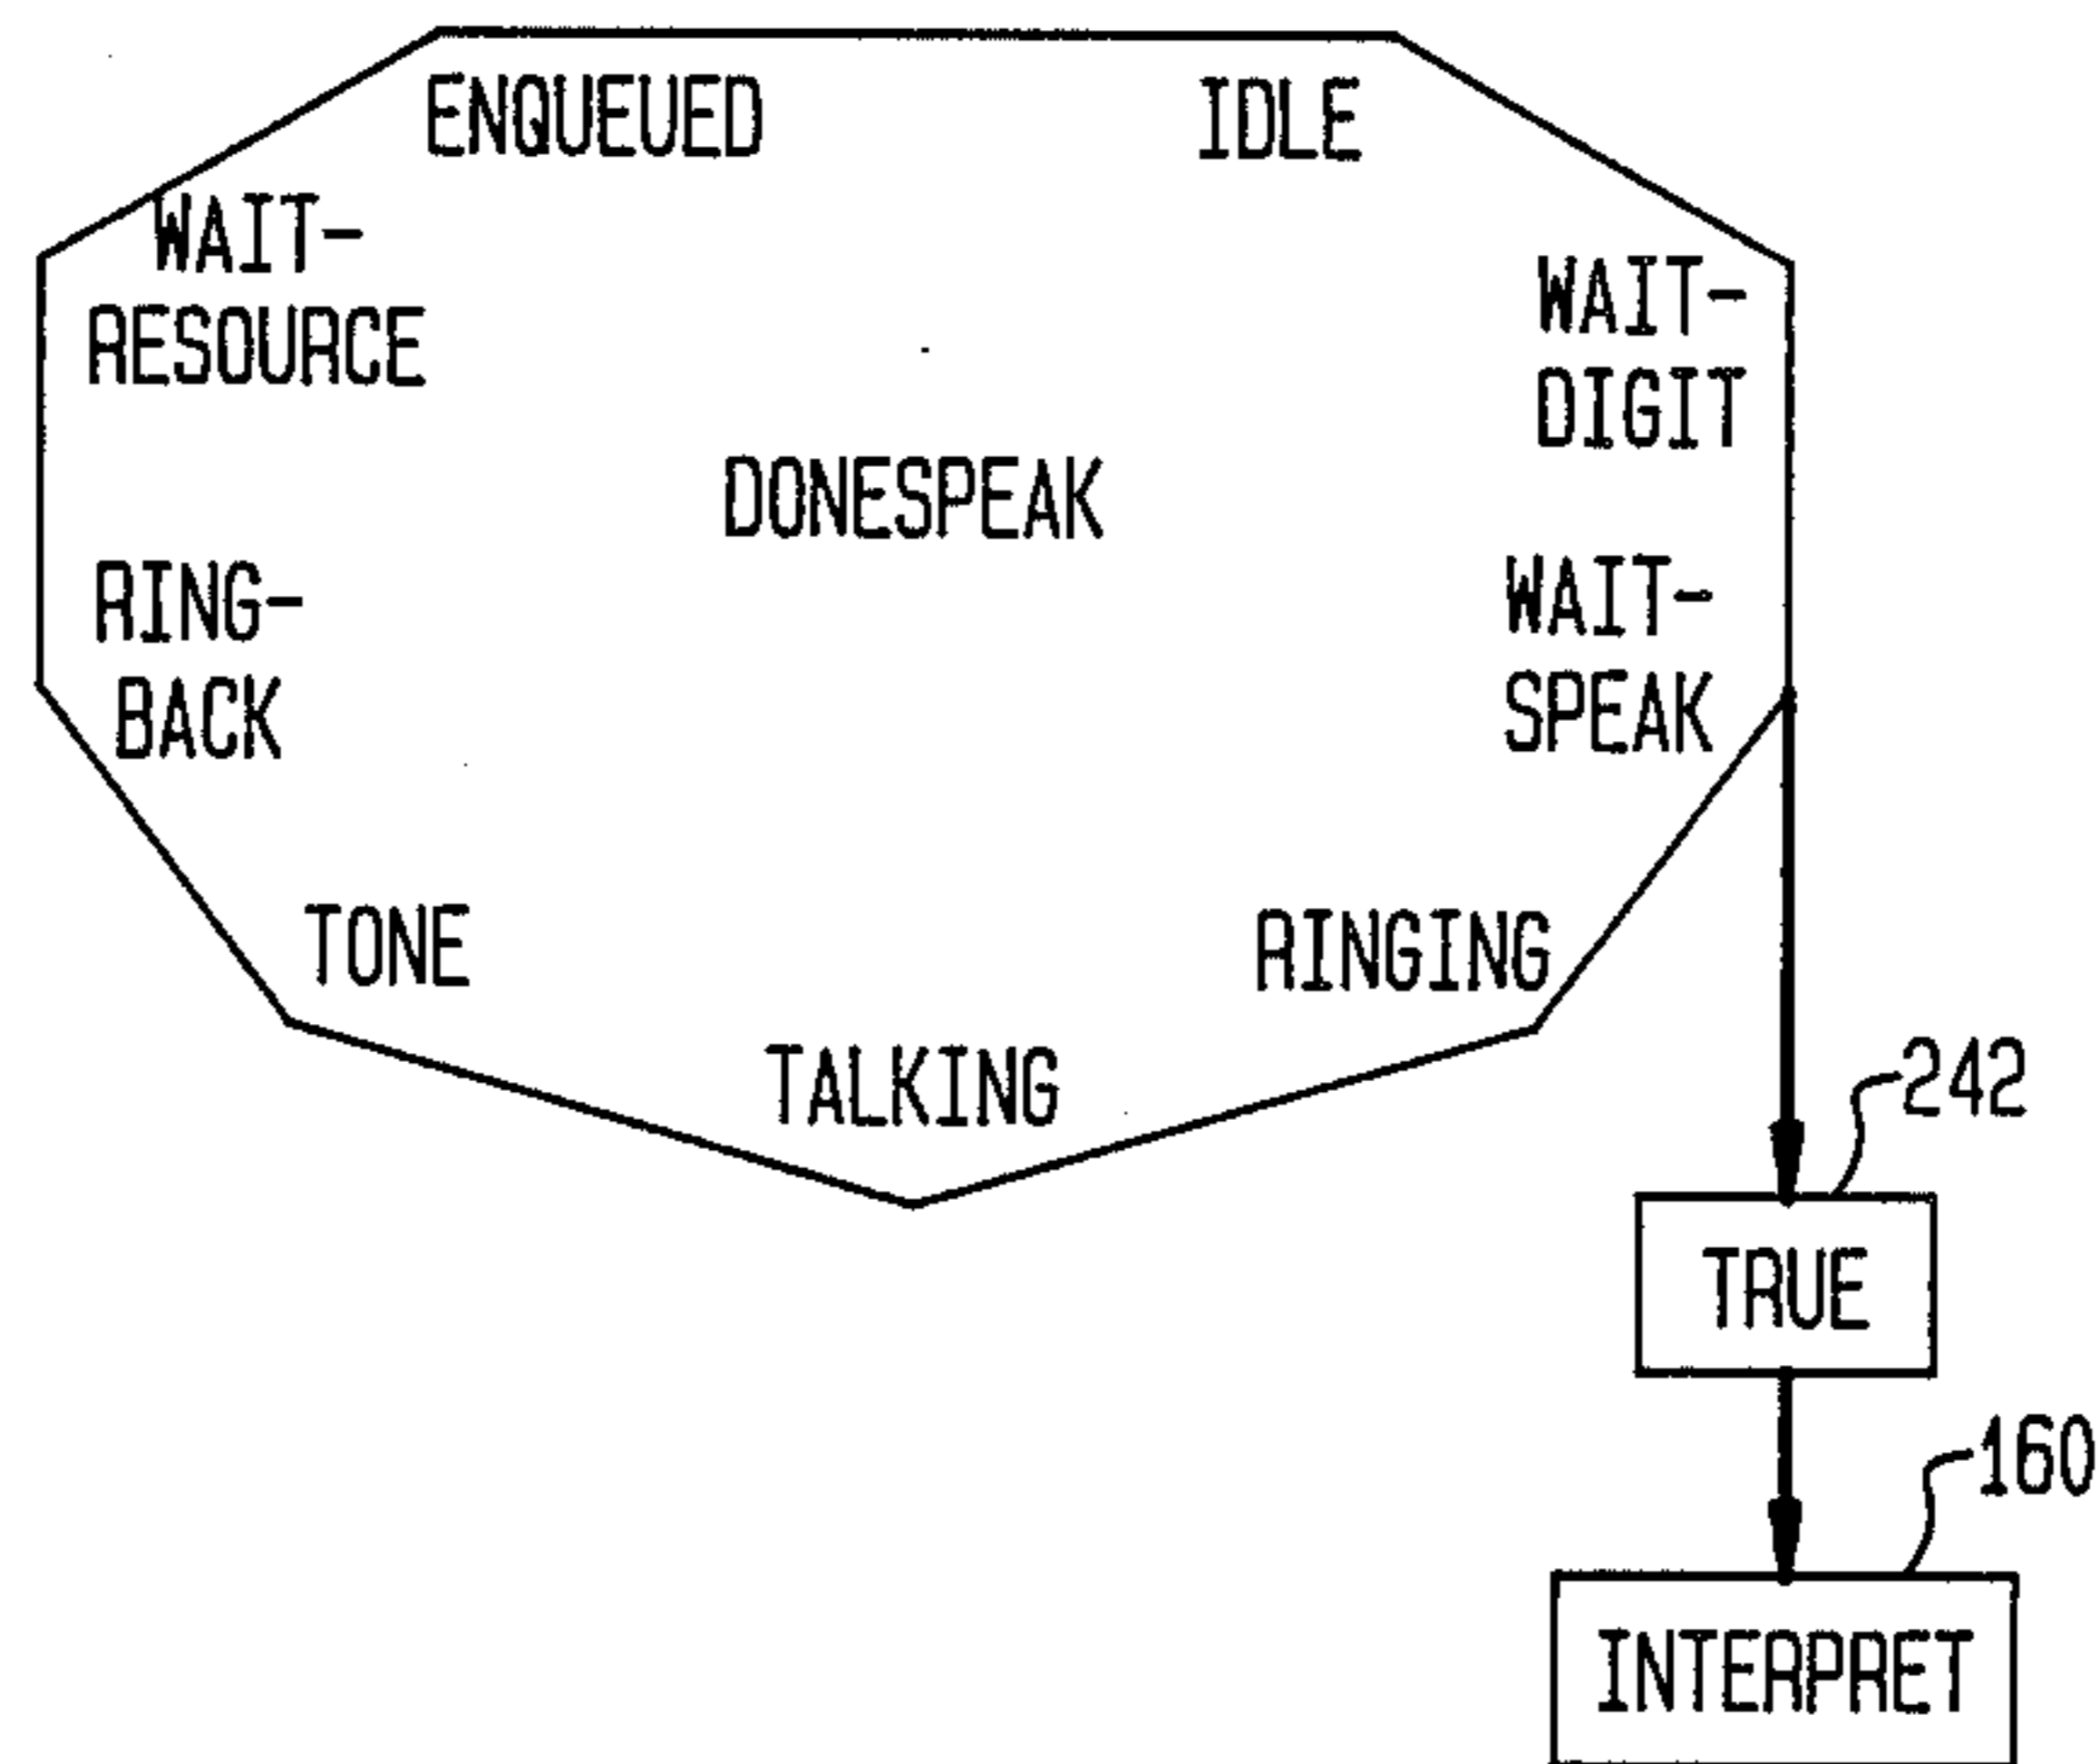 ENQUEUED
IDLE
WAIT-
RESOURCE
WAIT-
DIGIT
DONESPEAK
RING-
BACK
WAIT-
SPEAK
TONE
RINGING
TALKING
242
TRUE
160
INTERPRET